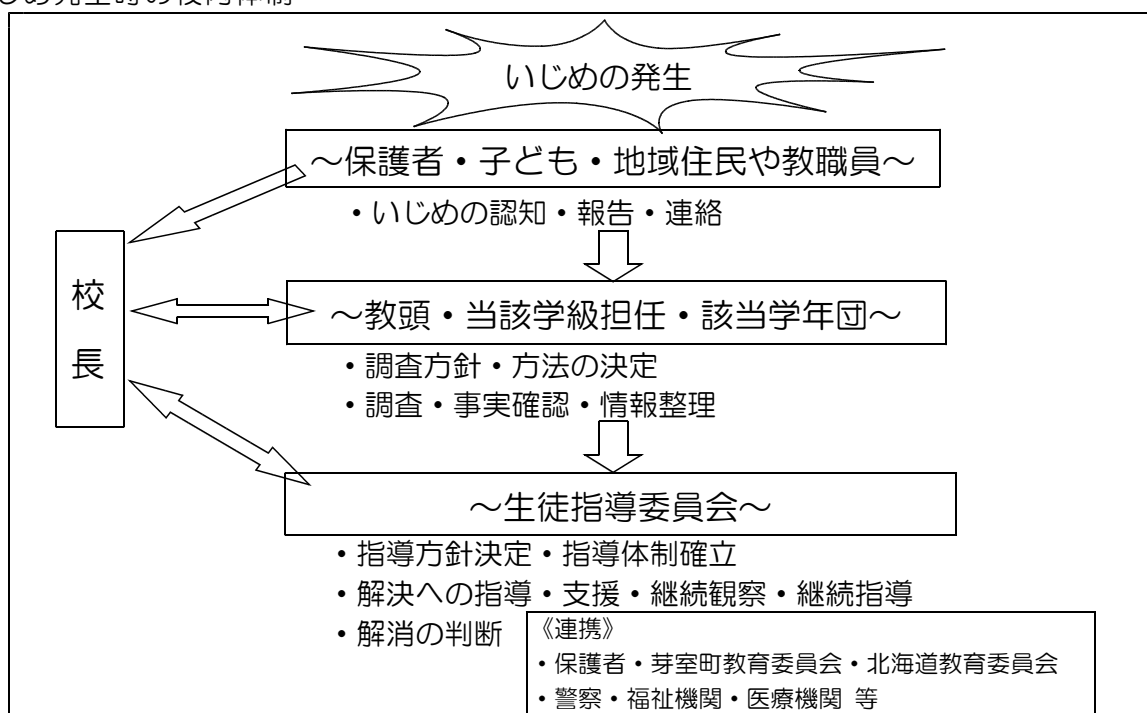 いじめの発生
～保護者・子ども・地域住民や教職員～
・いじめの認知・報告・連絡
校長
～教頭・当該学級担任・該当学年団～
・調査方針・方法の決定
・調査・事実確認・情報整理
～生徒指導委員会～
・指導方針決定・指導体制確立
・解決への指導・支援・継続観察・継続指導
・解消の判断
《連携》
・保護者・芽室町教育委員会・北海道教育委員会
・警察・福祉機関・医療機関 等